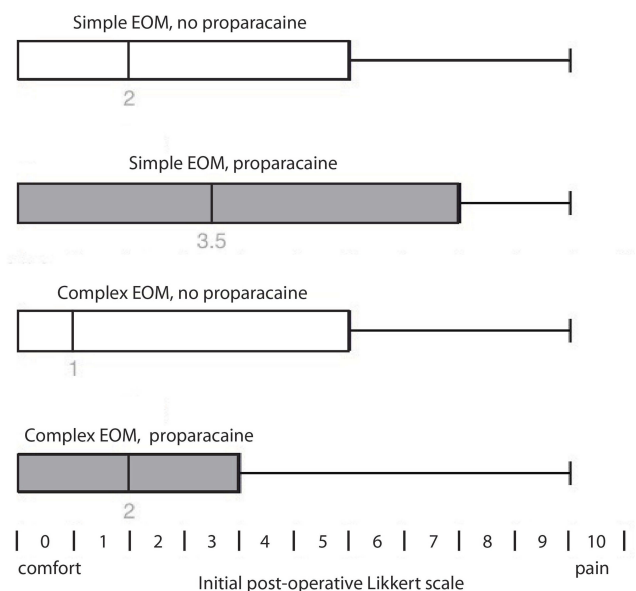 Simple EOM, no proparacaine
2
Simple EOM, proparacaine
3.5
Complex EOM, no proparacaine
1
Complex EOM, proparacaine
2
| 0 | 1 | 2 | 3 | 4 | 5 | 6 | 7 | 8 | 9 | 10 |
comfort pain
Initial post-operative Likkert scale